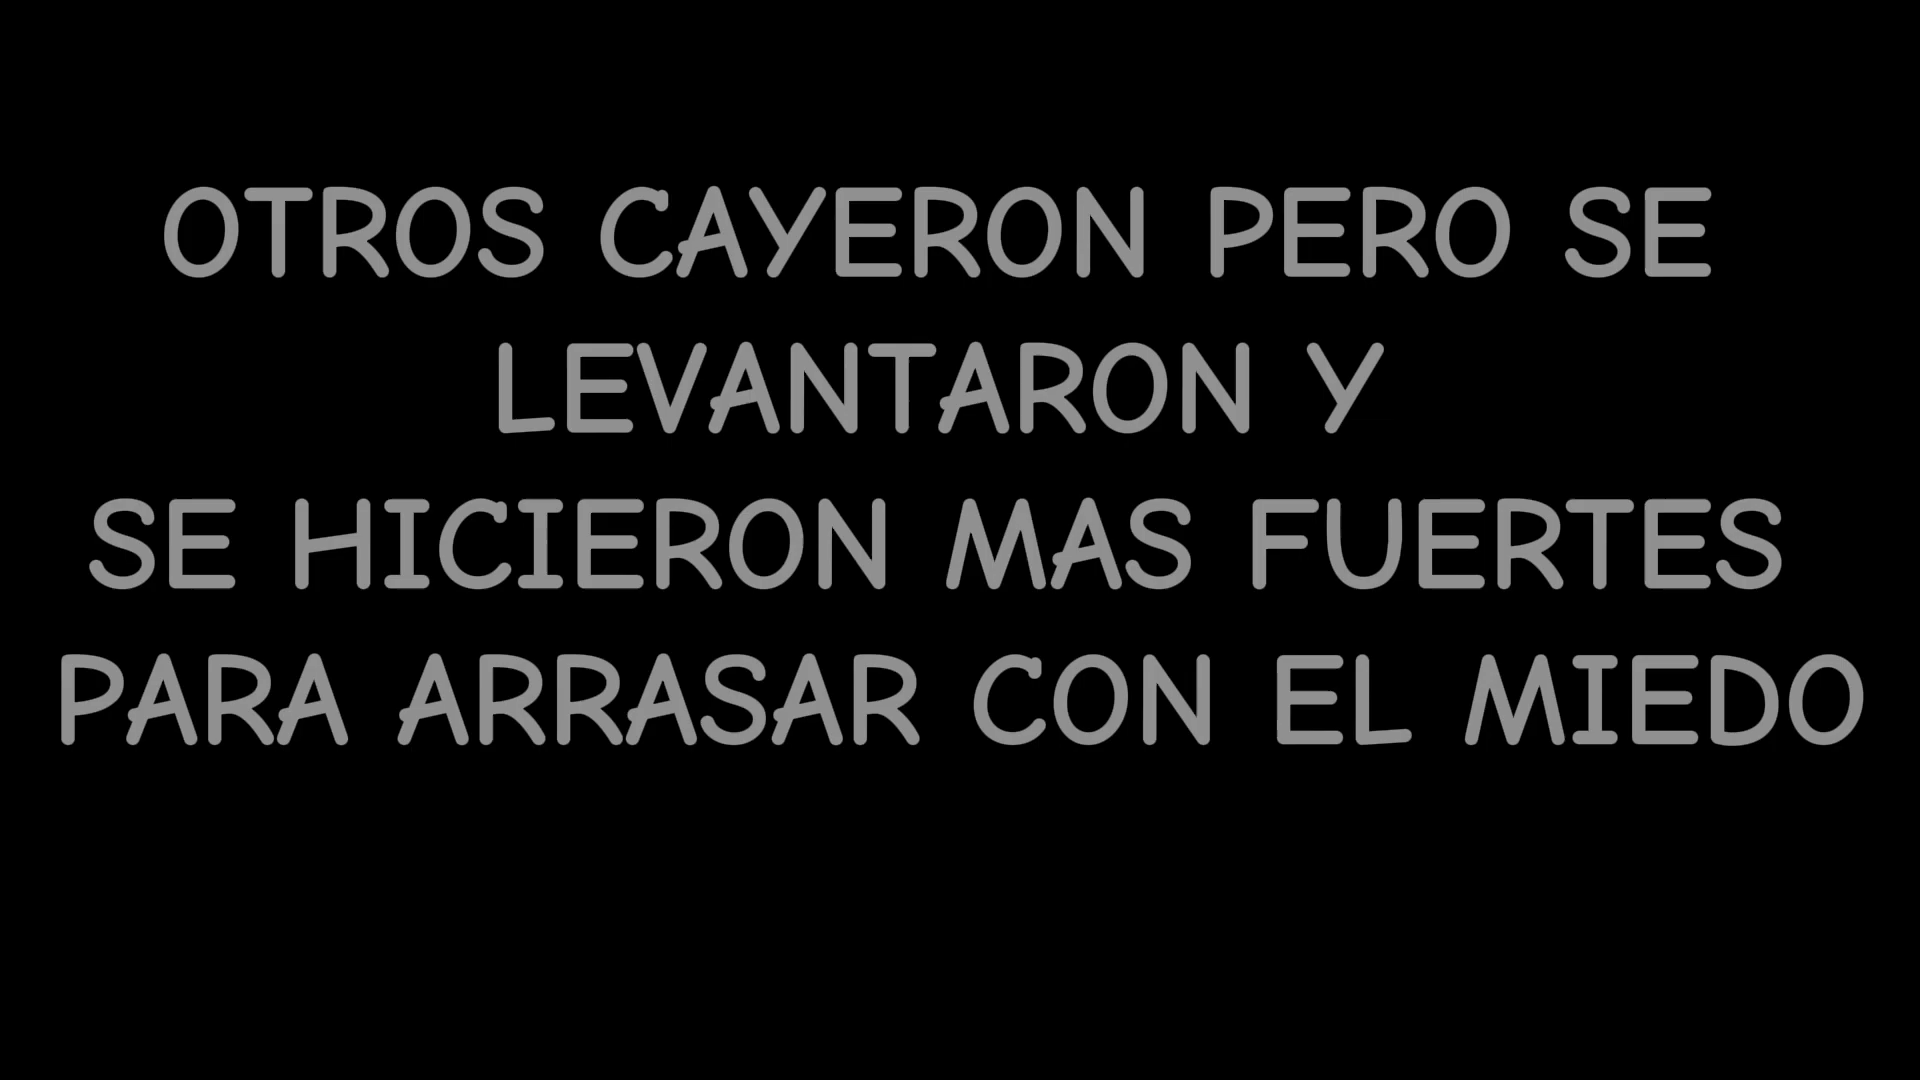 OTROS CAYERON PERO SE
LEVANTARON Y
SE HICIERON MAS FUERTES
PARA ARRASAR CON EL MIEDO